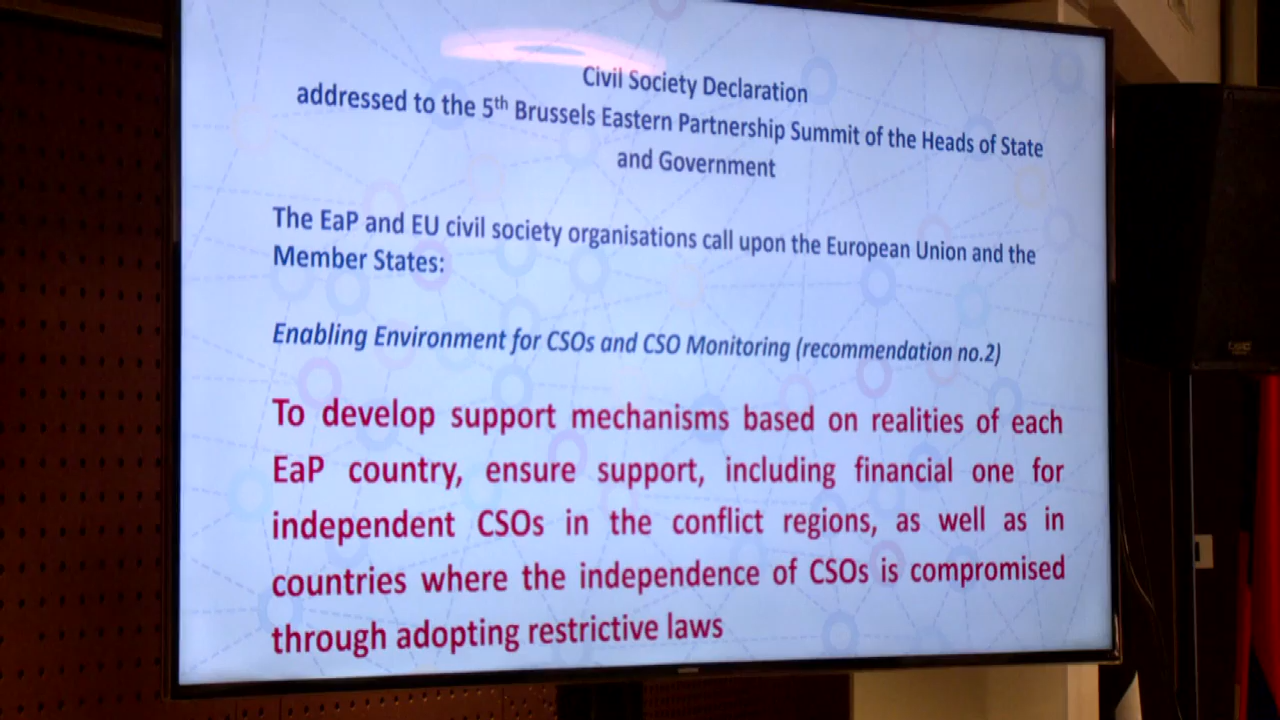 Civil Society Declaration
addressed to the 5th Brussels Eastern Partnership Summit of the Heads of State
and Government
The EaP and EU civil society organisations call upon the European Union and the
Member States:
Enabling Environment for CSOs and CSO Monitoring (recommendation no.2)
To develop support mechanisms based on realities of each
EaP country, ensure support, including financial one for
independent CSOs in the conflict regions, as well as in
countries where the independence of CSOs is compromised
through adopting restrictive laws